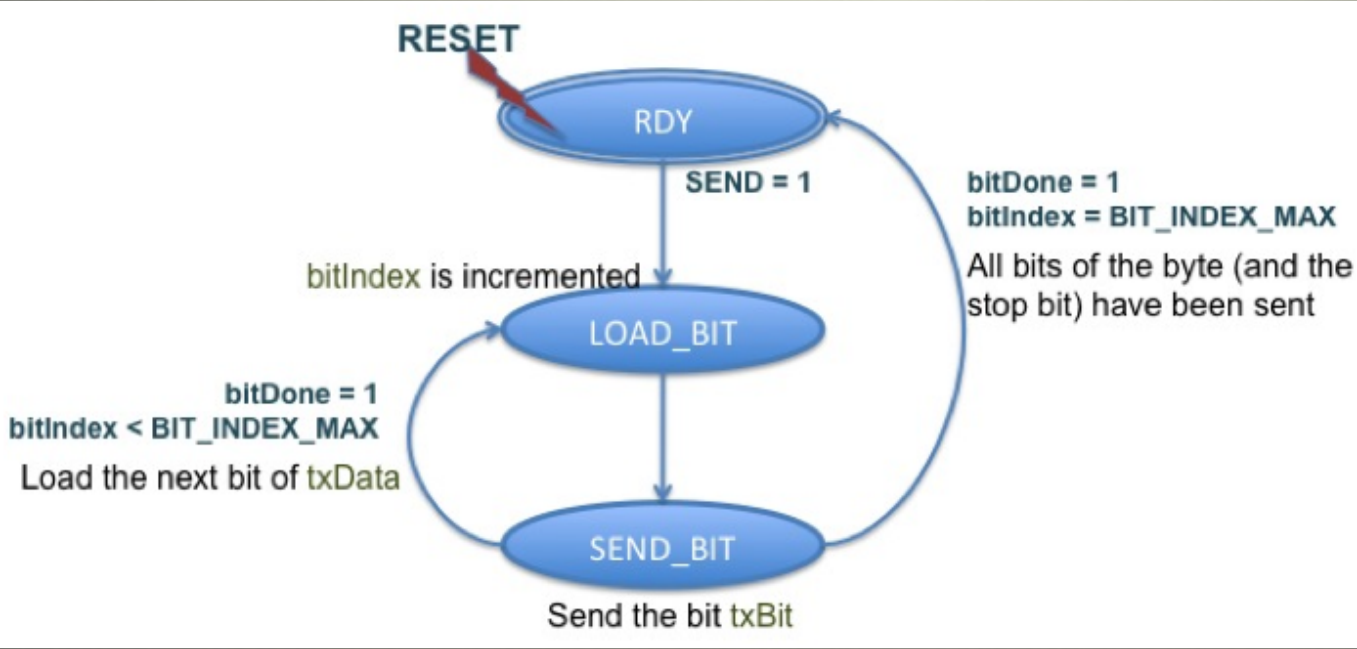 RESET
RDY
SEND = 1
bitDone = 1
bitIndex = BIT_INDEX_MAX
All bits of the byte (and the
stop bit) have been sent
bitIndex is incremented
LOAD_BIT
bitDone = 1
bitIndex < BIT_INDEX_MAX
Load the next bit of txData
SEND_BIT
Send the bit txBit